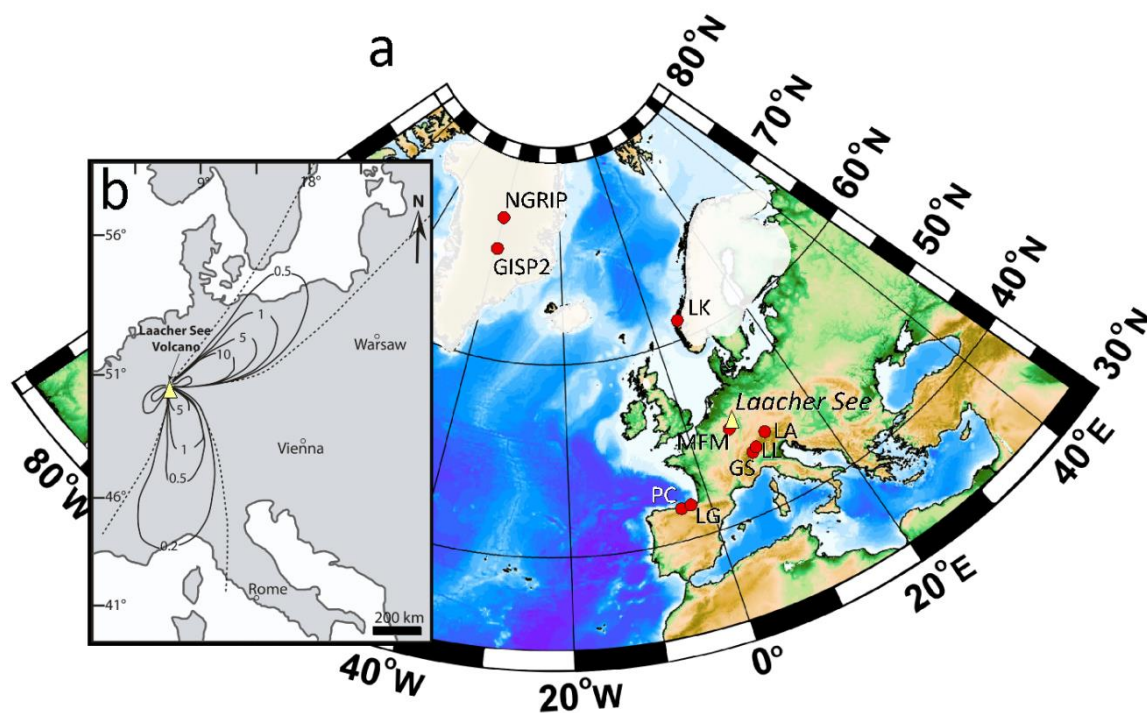 a
80°N
70°N
60°N
50°N
40°N
30°N
b
9°
18°
N
56°
0.5
1
5
10
Laacher See
Volcano
Warsaw
51°
5
1
Vienna
0.5
46°
0.2
Rome
41°
200 km
NGRIP
GISP2
LK
Laacher See
MFM
LA
LL
GS
PC
LG
80°W
40°W
20°W
0°
20°E
40°E